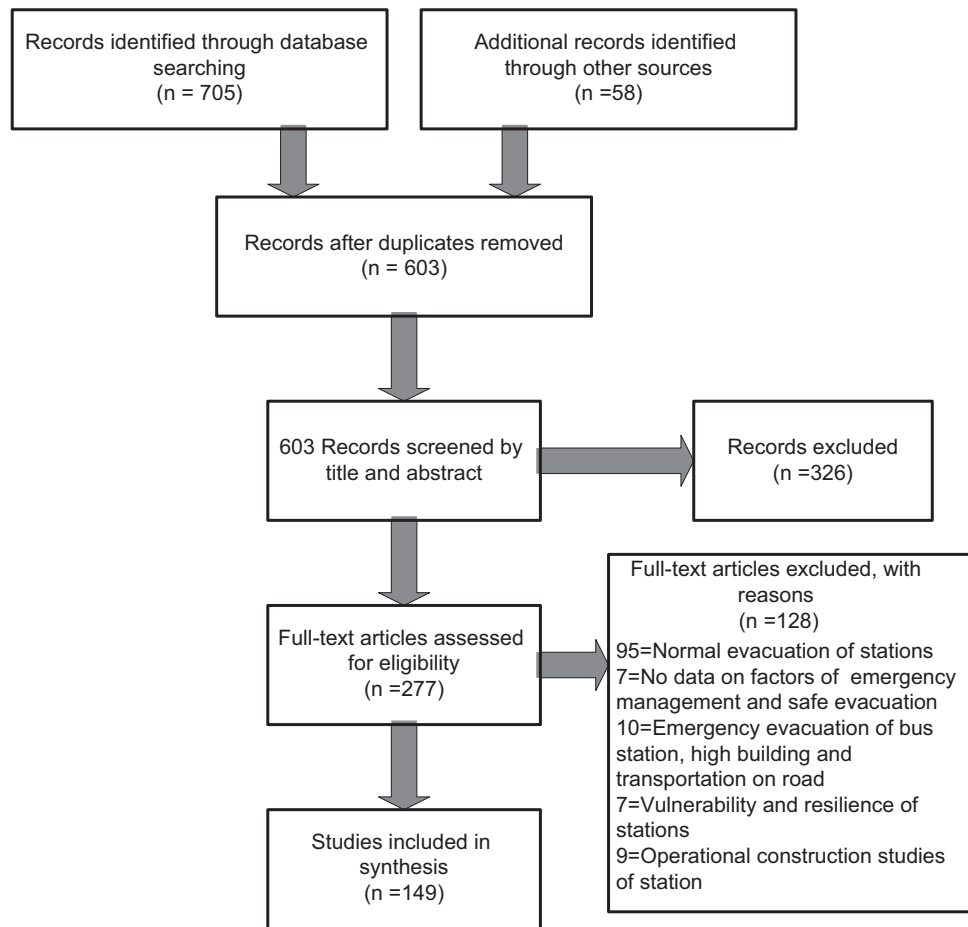 Records identified through database
searching
(n = 705)
Additional records identified
through other sources
(n =58)
Records after duplicates removed
(n = 603)
603 Records screened by
title and abstract
Records excluded
(n =326)
Full-text articles assessed
for eligibility
(n =277)
Full-text articles excluded, with
reasons
(n =128)
95=Normal evacuation of stations
7=No data on factors of emergency
management and safe evacuation
10=Emergency evacuation of bus
station, high building and
transportation on road
7=Vulnerability and resilience of
stations
9=Operational construction studies
of station
Studies included in
synthesis
(n =149)